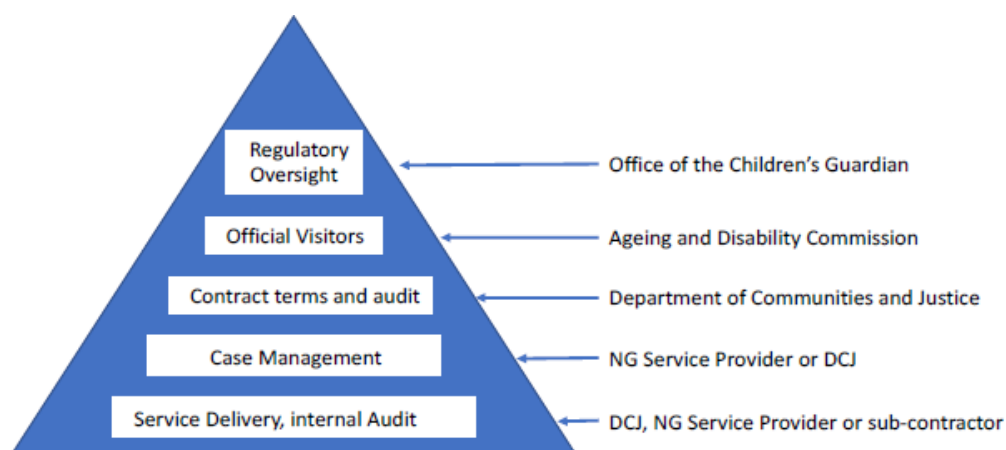 Regulatory
Oversight
Office of the Children's Guardian
Official Visitors
Ageing and Disability Commission
Contract terms and audit
Department of Communities and Justice
Case Management
NG Service Provider or DCJ
Service Delivery, internal Audit
DCJ, NG Service Provider or sub-contractor